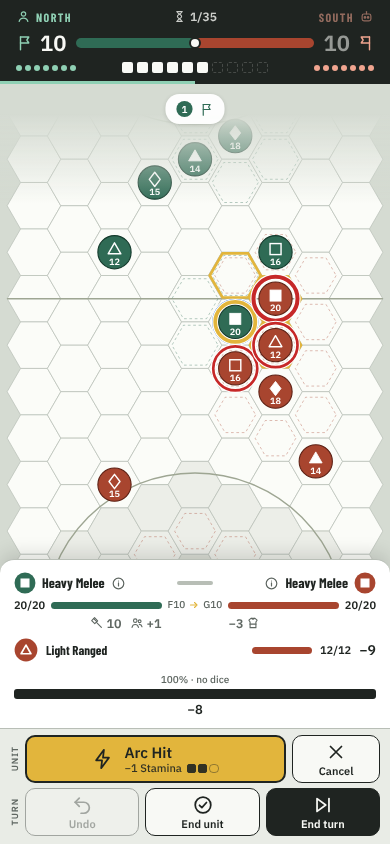 NORTH
1/35
SOUTH
10
10
1
18
14
15
12
16
20
20
12
16
18
14
15
Heavy Melee
Heavy Melee
20/20
F10 → G10
20/20
10
+1
−3
Light Ranged
12/12
−9
100% · no dice
−8
UNIT
Arc Hit
−1 Stamina
Cancel
TURN
Undo
End unit
End turn